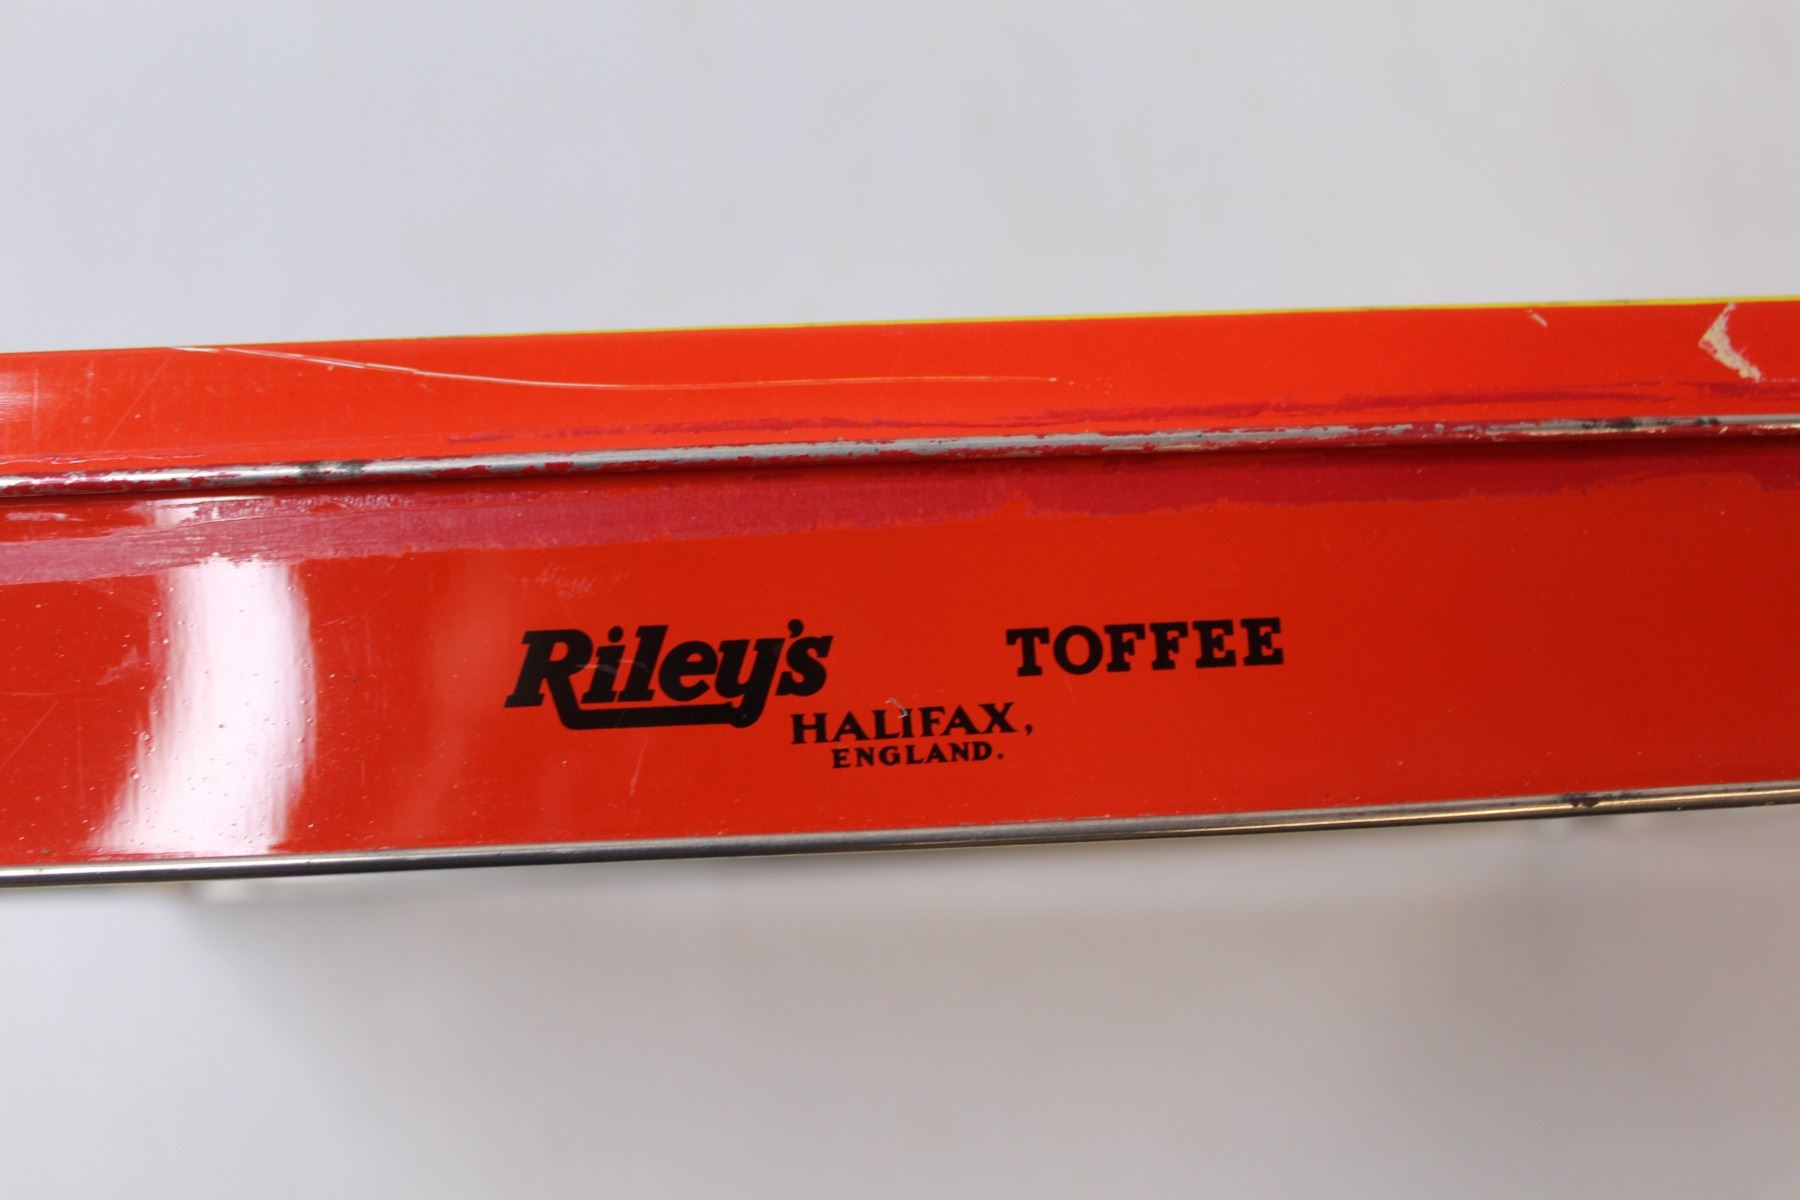 Riley's TOFFEE
HALIFAX,
ENGLAND.